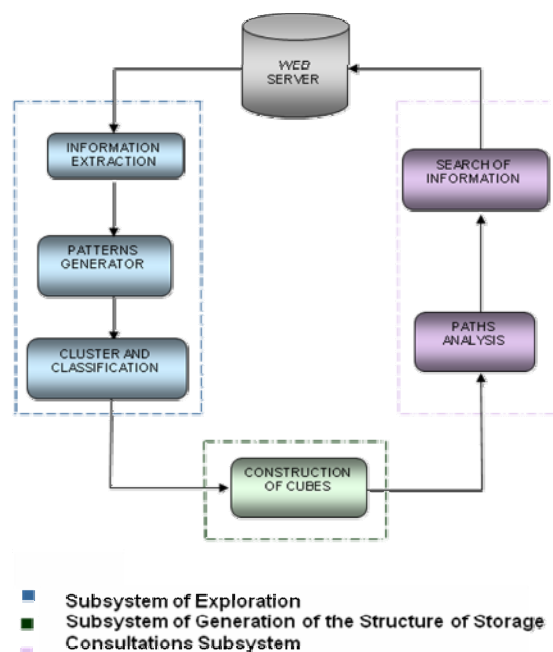 WEB
SERVER
INFORMATION
EXTRACTION
PATTERNS
GENERATOR
CLUSTER AND
CLASSIFICATION
CONSTRUCTION
OF CUBES
PATHS
ANALYSIS
SEARCH OF
INFORMATION
Subsystem of Exploration
Subsystem of Generation of the Structure of Storage
Consultations Subsystem